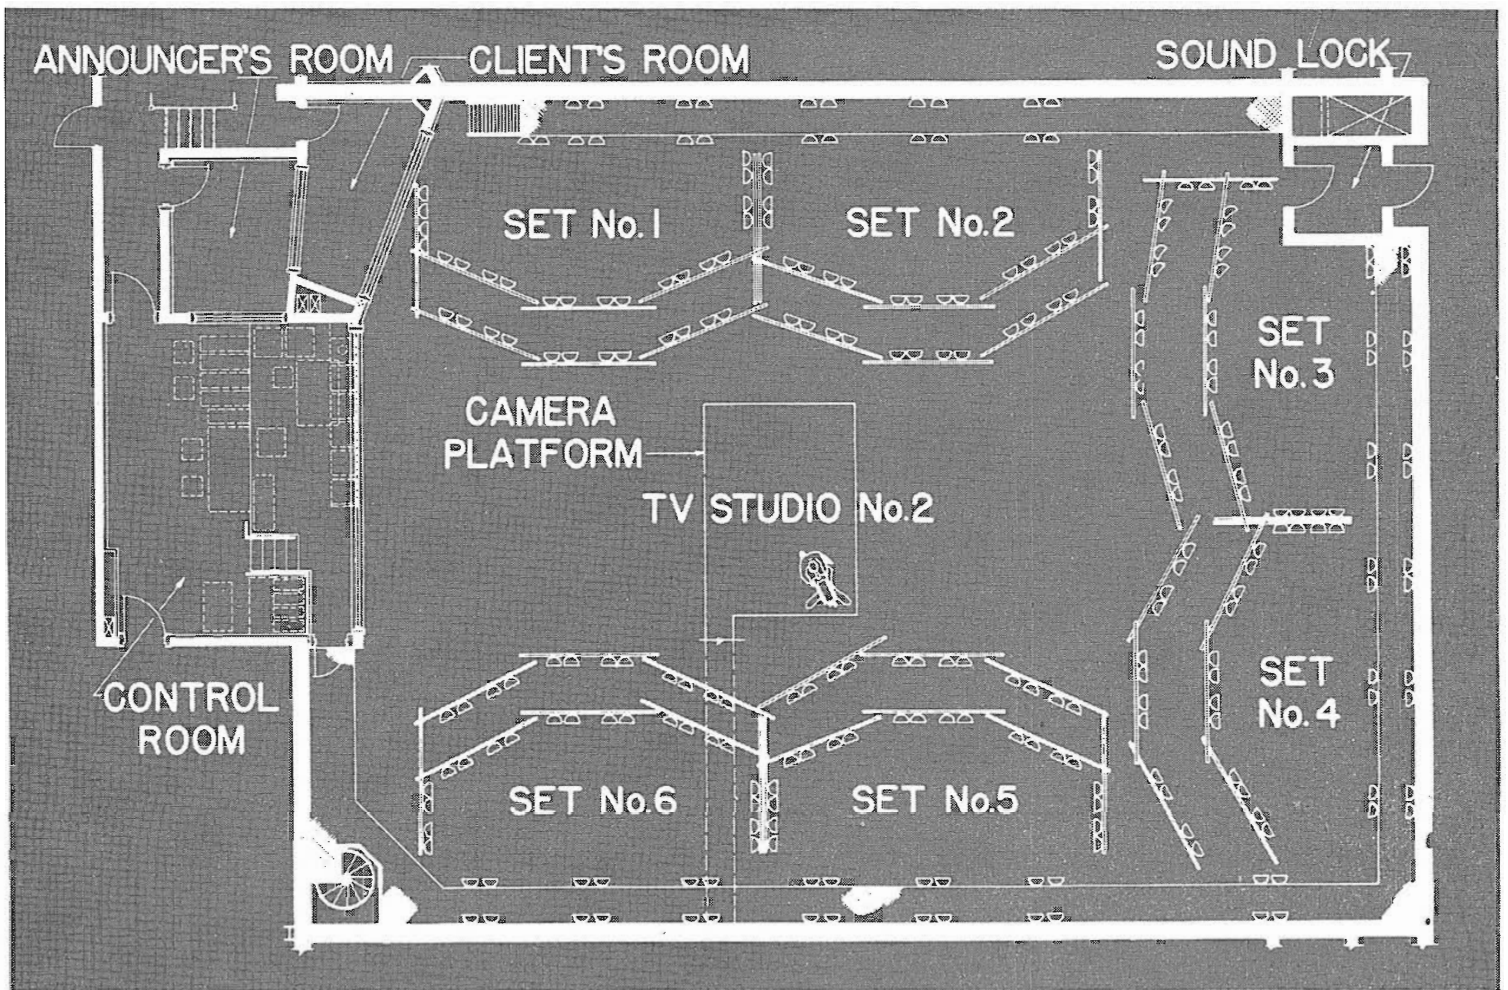 ANNOUNCER'S ROOM
CLIENT'S ROOM
SOUND LOCK
SET No.1
SET No.2
SET
No.3
CAMERA
PLATFORM
TV STUDIO No.2
CONTROL
ROOM
SET
No.4
SET No.6
SET No.5